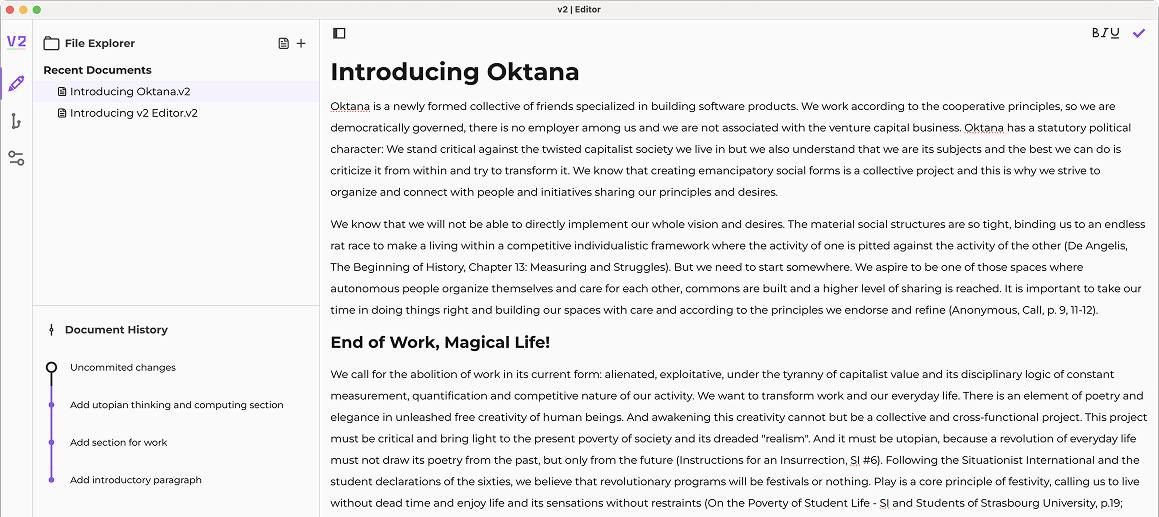 v2 | Editor
V2
File Explorer
Recent Documents
Introducing Oktana.v2
Introducing v2 Editor.v2
Document History
Uncommited changes
Add utopian thinking and computing section
Add section for work
Add introductory paragraph
B I U
Introducing Oktana
Oktana is a newly formed collective of friends specialized in building software products. We work according to the cooperative principles, so we are
democratically governed, there is no employer among us and we are not associated with the venture capital business. Oktana has a statutory political
character: We stand critical against the twisted capitalist society we live in but we also understand that we are its subjects and the best we can do is
criticize it from within and try to transform it. We know that creating emancipatory social forms is a collective project and this is why we strive to
organize and connect with people and initiatives sharing our principles and desires.
We know that we will not be able to directly implement our whole vision and desires. The material social structures are so tight, binding us to an endless
rat race to make a living within a competitive individualistic framework where the activity of one is pitted against the activity of the other (De Angelis,
The Beginning of History, Chapter 13: Measuring and Struggles). But we need to start somewhere. We aspire to be one of those spaces where
autonomous people organize themselves and care for each other, commons are built and a higher level of sharing is reached. It is important to take our
time in doing things right and building our spaces with care and according to the principles we endorse and refine (Anonymous, Call, p. 9, 11-12).
End of Work, Magical Life!
We call for the abolition of work in its current form: alienated, exploitative, under the tyranny of capitalist value and its disciplinary logic of constant
measurement, quantification and competitive nature of our activity. We want to transform work and our everyday life. There is an element of poetry and
elegance in unleashed free creativity of human beings. And awakening this creativity cannot but be a collective and cross-functional project. This project
must be critical and bring light to the present poverty of society and its dreaded "realism". And it must be utopian, because a revolution of everyday life
must not draw its poetry from the past, but only from the future (Instructions for an Insurrection, SI #6). Following the Situationist International and the
student declarations of the sixties, we believe that revolutionary programs will be festivals or nothing. Play is a core principle of festivity, calling us to live
without dead time and enjoy life and its sensations without restraints (On the Poverty of Student Life - SI and Students of Strasbourg University, p.19;